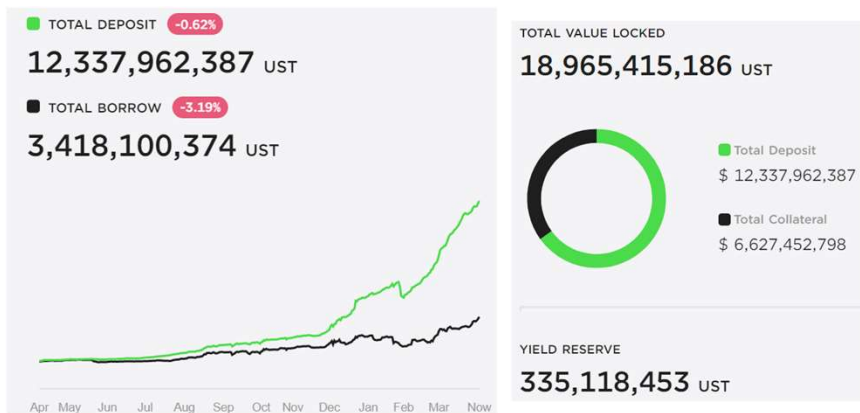 TOTAL DEPOSIT -0.62%
12,337,962,387 UST
TOTAL BORROW -3.19%
3,418,100,374 UST
Apr May Jun Jul Aug Sep Oct Nov Dec Jan Feb Mar Now
TOTAL VALUE LOCKED
18,965,415,186 UST
Total Deposit
$ 12,337,962,387
Total Collateral
$ 6,627,452,798
YIELD RESERVE
335,118,453 UST